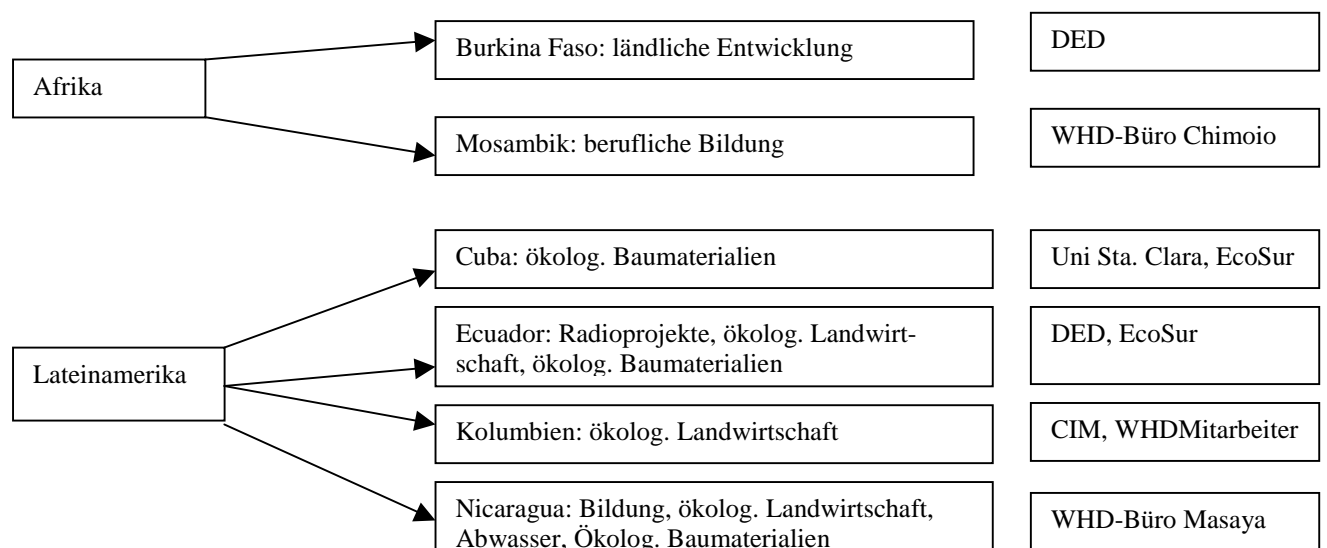 Burkina Faso: ländliche Entwicklung
DED
Afrika
Mosambik: berufliche Bildung
WHD-Büro Chimoio
Cuba: ökolog. Baumaterialien
Uni Sta. Clara, EcoSur
Ecuador: Radioprojekte, ökolog. Landwirt-
schaft, ökolog. Baumaterialien
DED, EcoSur
Lateinamerika
Kolumbien: ökolog. Landwirtschaft
CIM, WHDMitarbeiter
Nicaragua: Bildung, ökolog. Landwirtschaft,
Abwasser, Ökolog. Baumaterialien
WHD-Büro Masaya